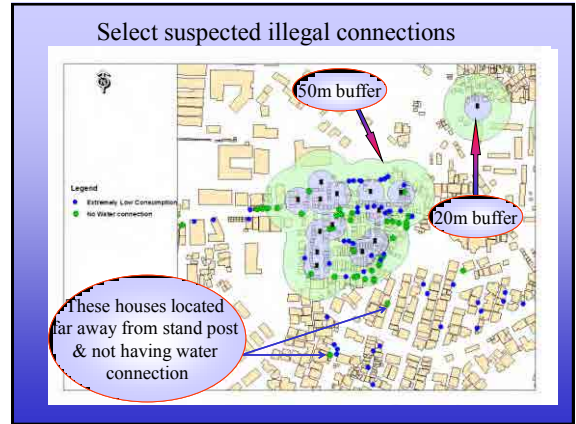 Select suspected illegal connections
50m buffer
20m buffer
Legend
Extremely Low Consumption
No Water connection
These houses located
far away from stand post
& not having water
connection